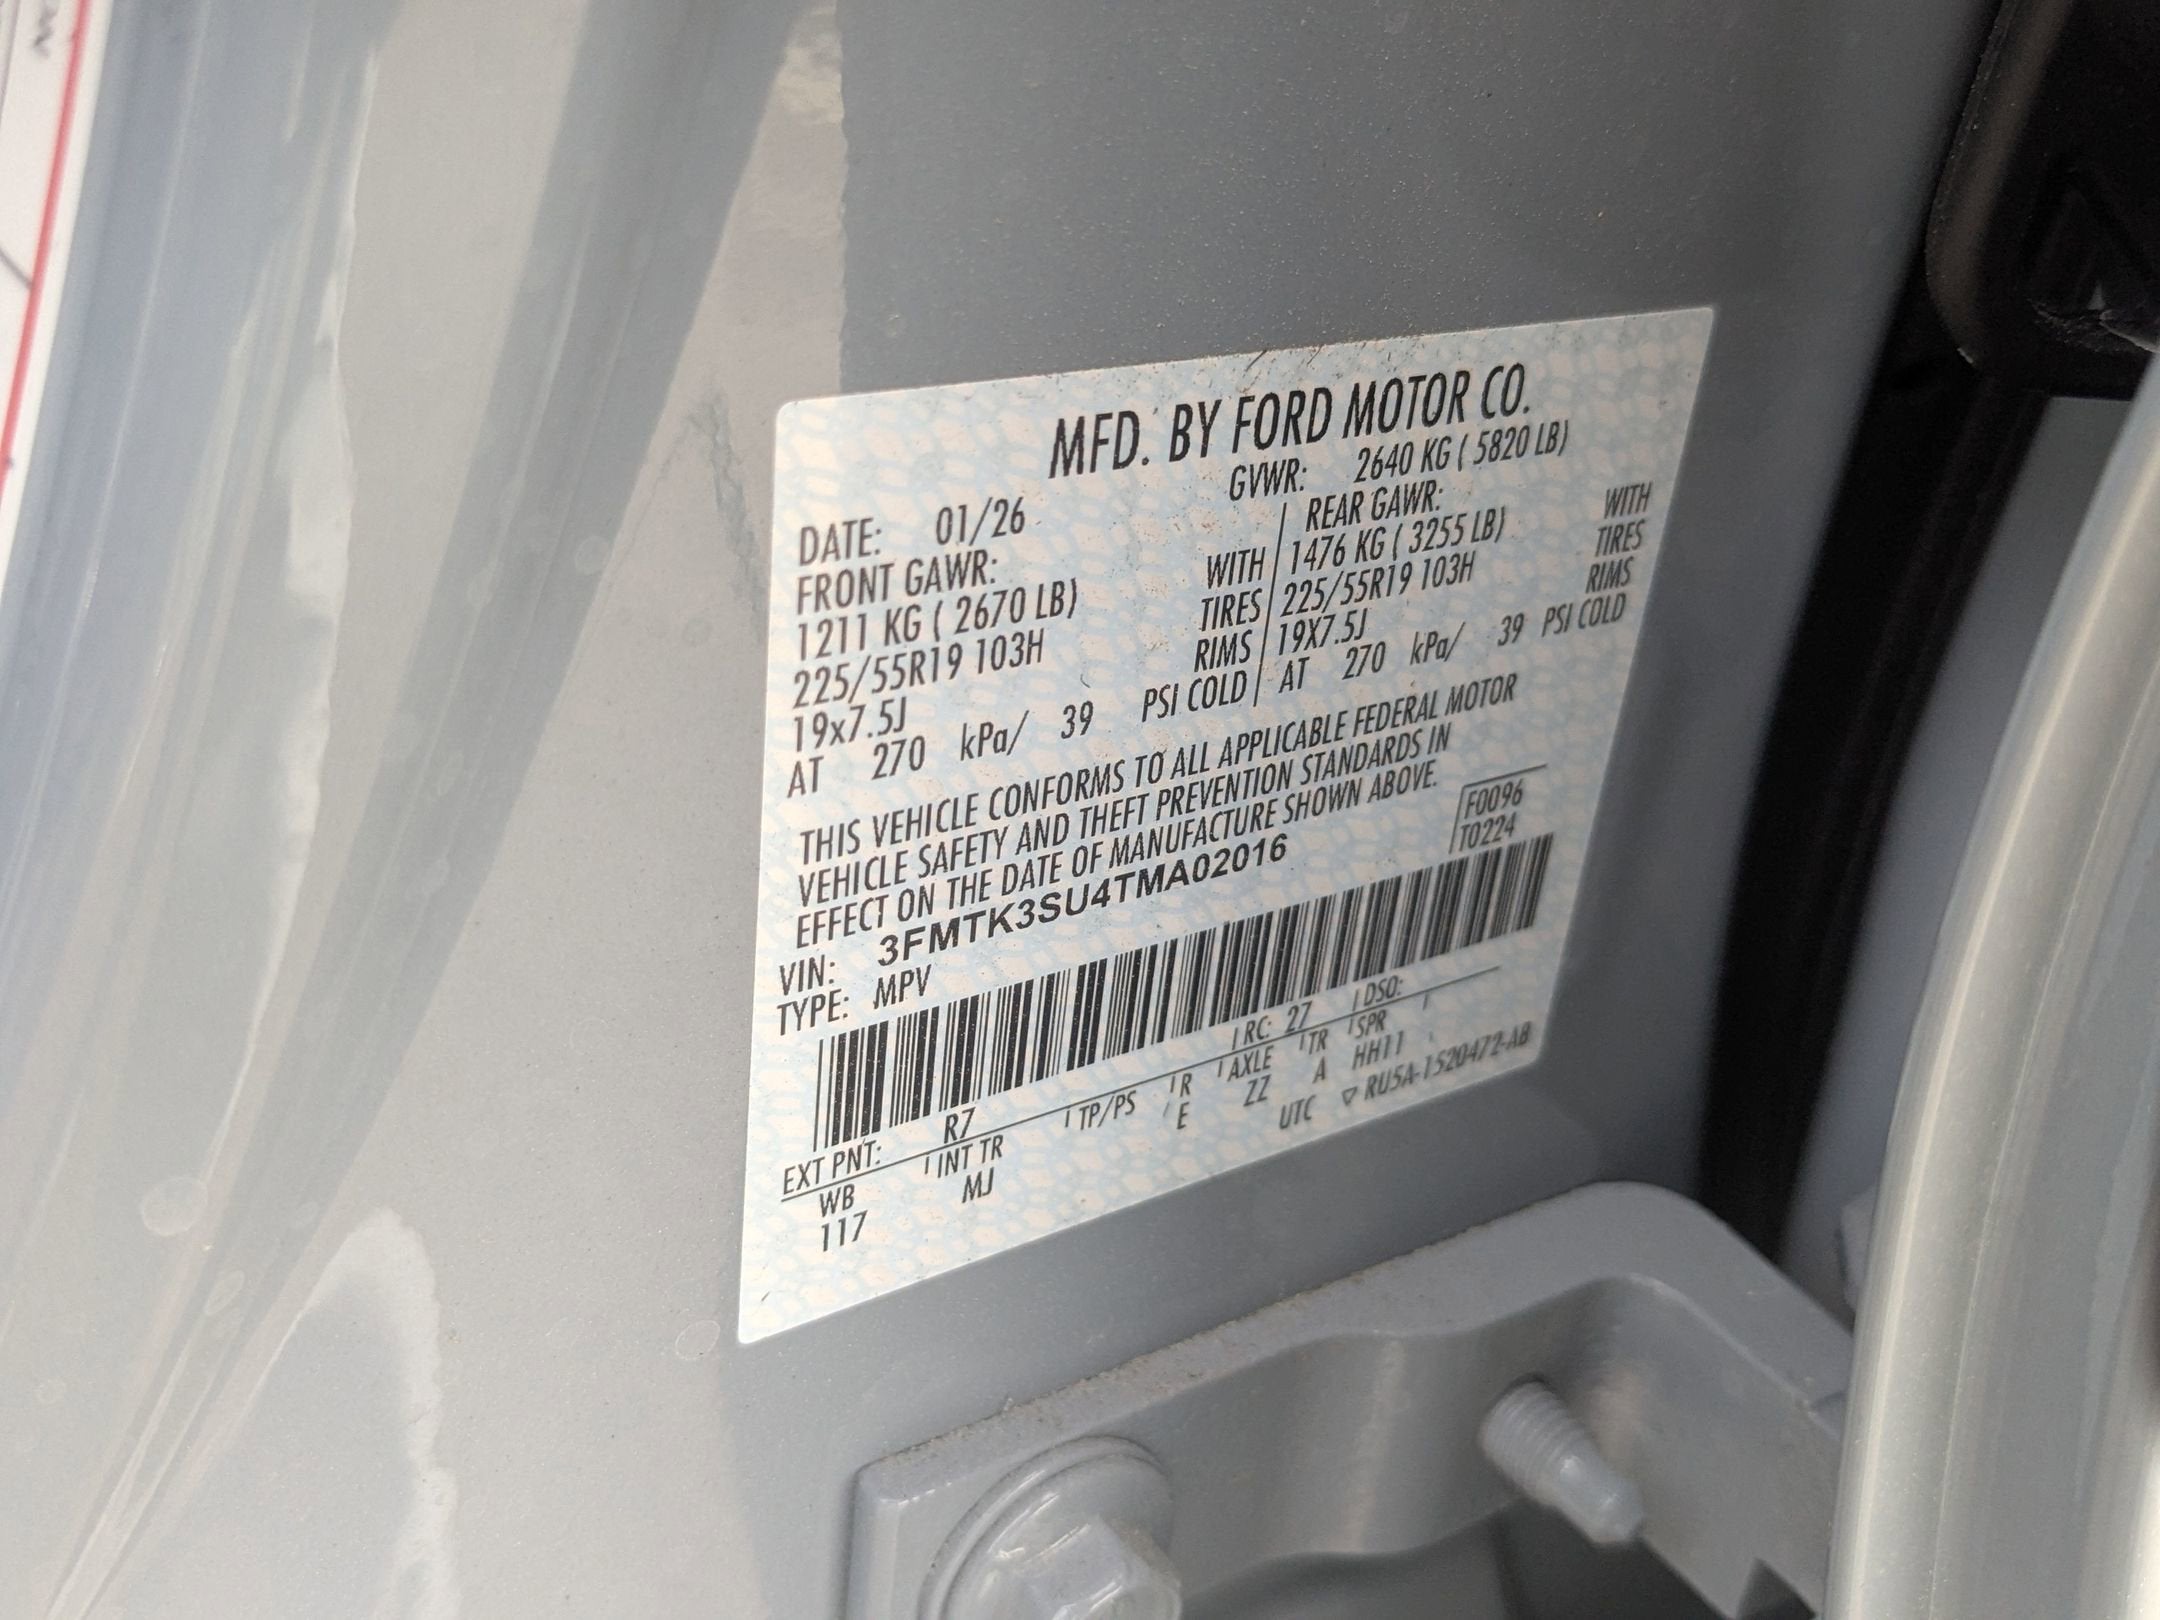 MFD. BY FORD MOTOR CO.
DATE: 01/26 GVWR: 2640 KG ( 5820 LB)
FRONT GAWR: REAR GAWR:
1211 KG ( 2670 LB) WITH 1476 KG ( 3255 LB) WITH
225/55R19 103H TIRES 225/55R19 103H TIRES
19x7.5J RIMS 19X7.5J RIMS
AT 270 kPa/ 39 PSI COLD AT 270 kPa/ 39 PSI COLD
THIS VEHICLE CONFORMS TO ALL APPLICABLE FEDERAL MOTOR
VEHICLE SAFETY AND THEFT PREVENTION STANDARDS IN
EFFECT ON THE DATE OF MANUFACTURE SHOWN ABOVE.
VIN: 3FMTK3SU4TMA02016 F0096
TYPE: MPV T0224
EXT PNT: R7 RC: 27 DSO:
WB INT TR TP/PS R AXLE TR SPR
117 MJ E ZZ A HH11
UTC ▽ RU5A-1520472-AB